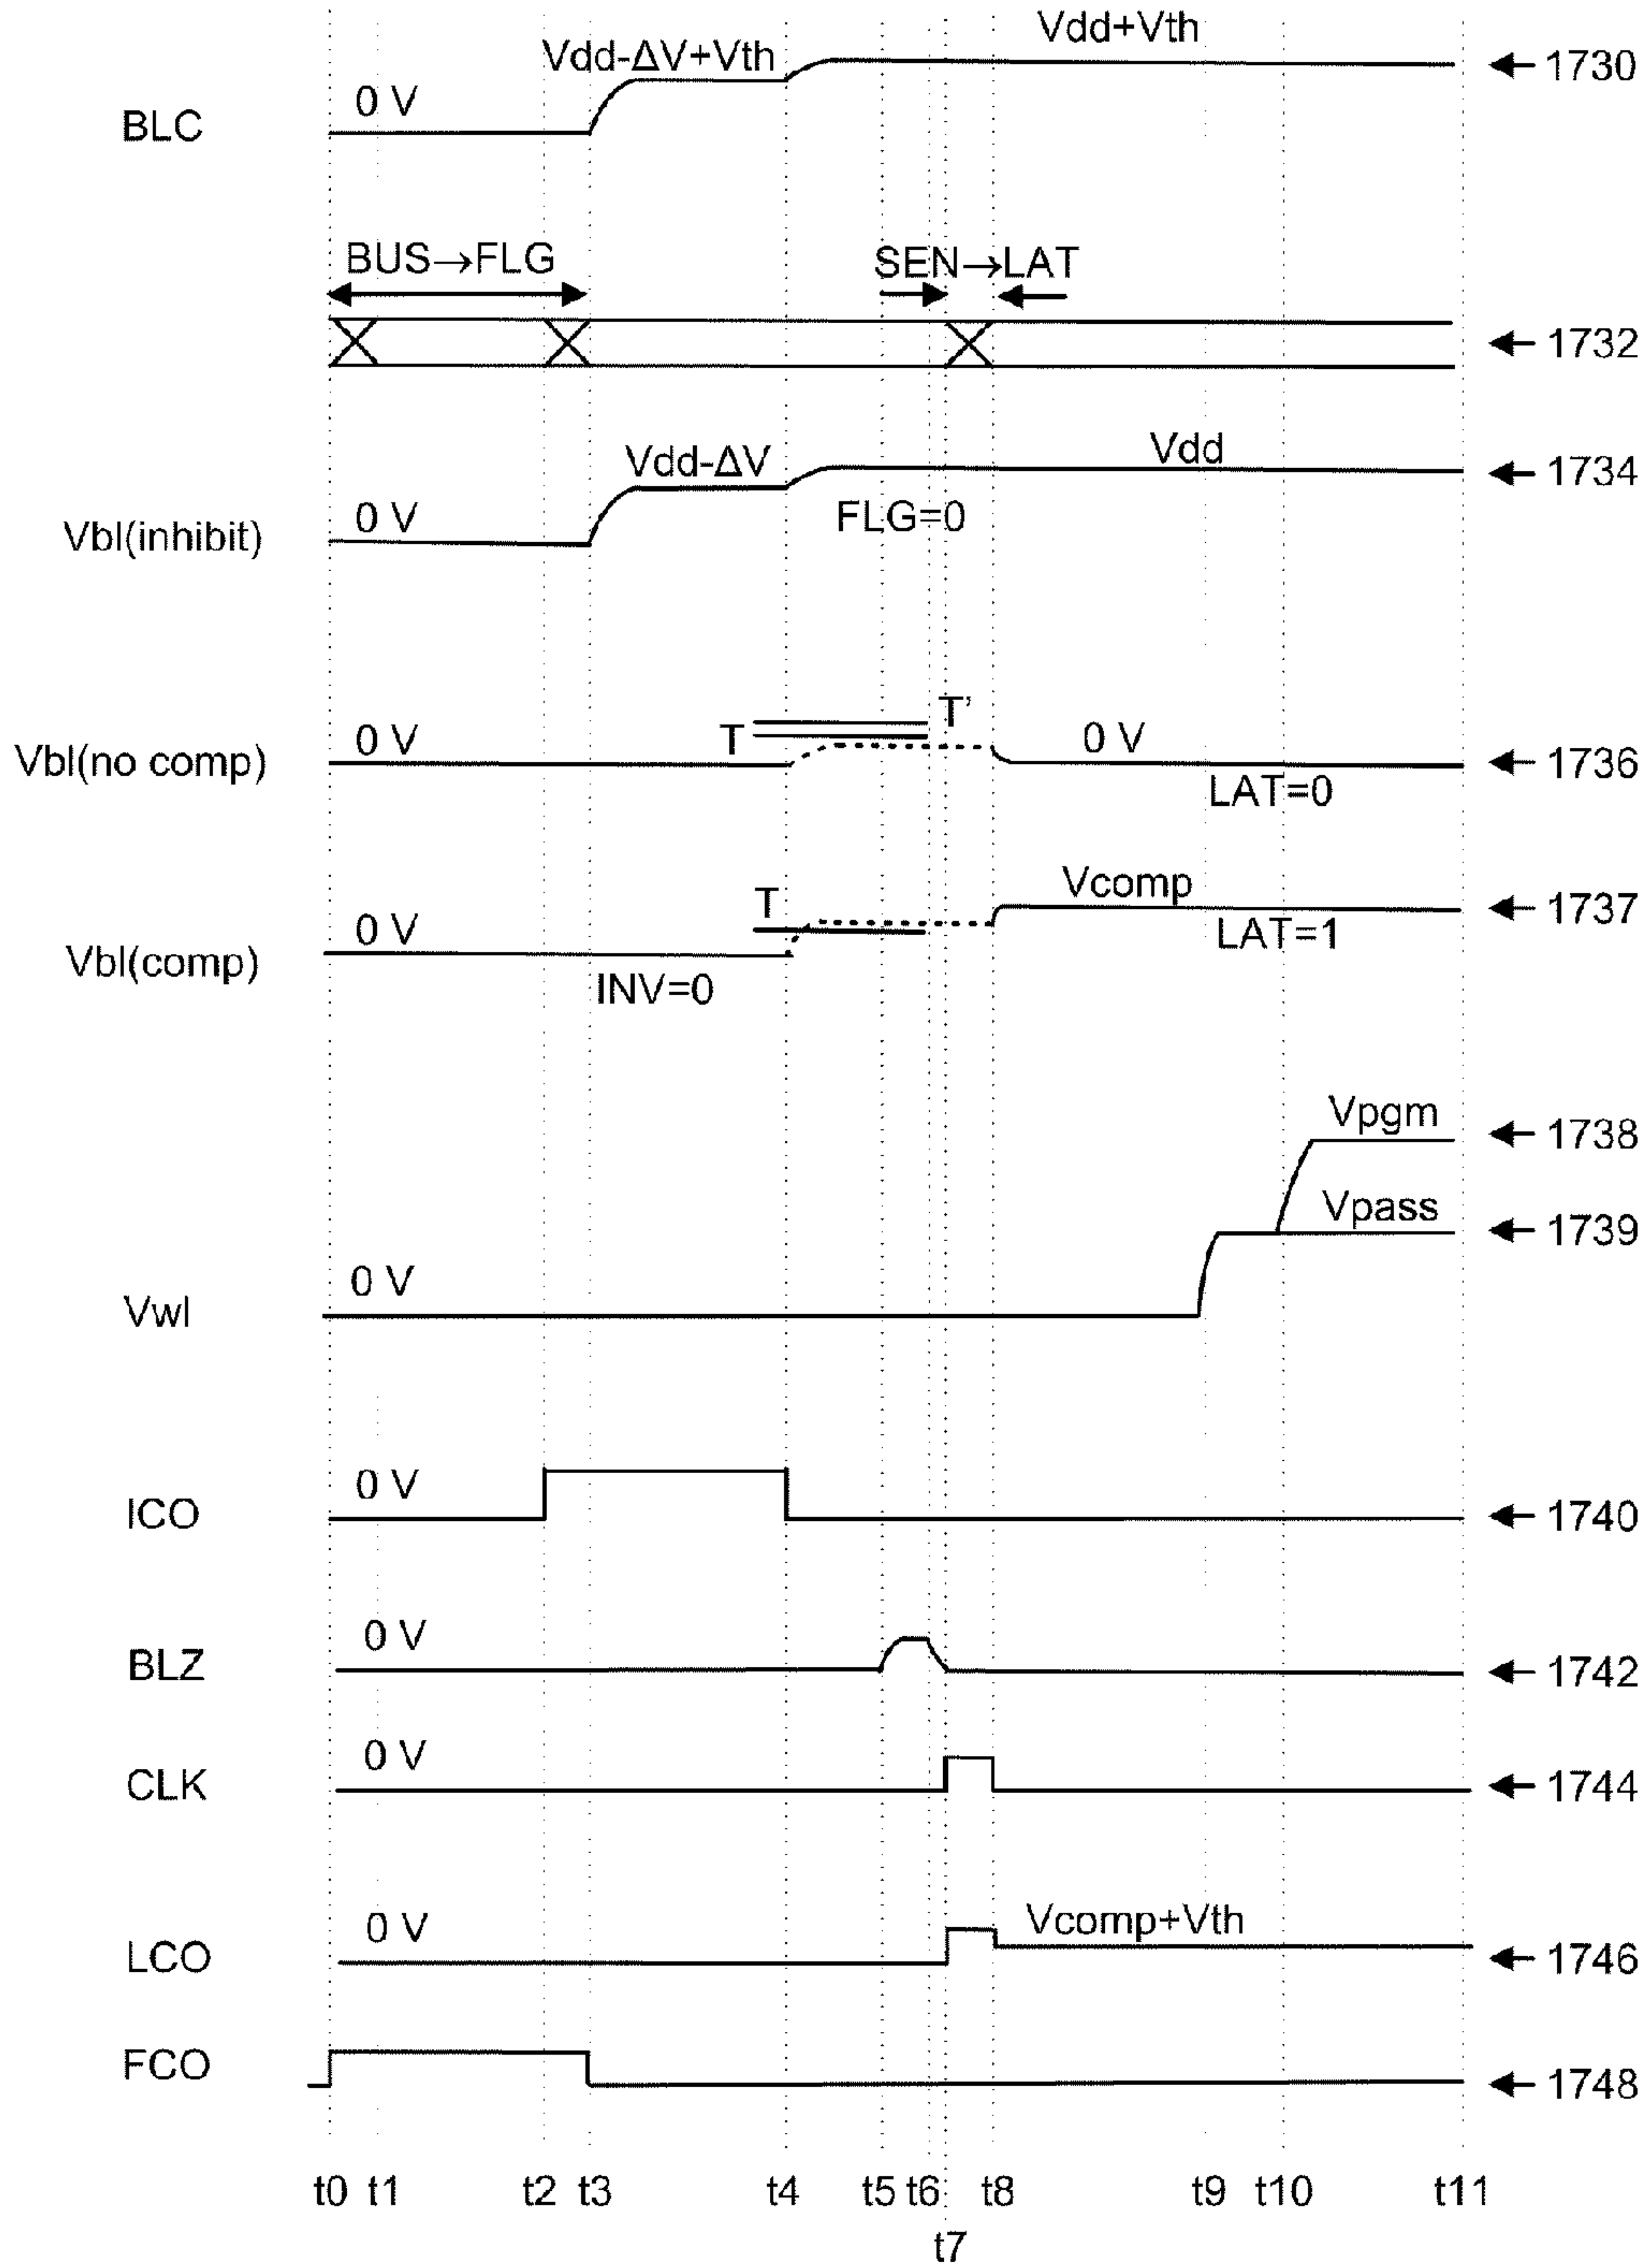 Vdd-ΔV+Vth
Vdd+Vth
1730
0 V
BLC
BUS→FLG
SEN→LAT
1732
Vdd-ΔV
Vdd
1734
0 V
FLG=0
Vbl(inhibit)
T'
T
0 V
0 V
Vbl(no comp)
1736
LAT=0
T
Vcomp
1737
0 V
LAT=1
Vbl(comp)
INV=0
Vpgm
1738
Vpass
1739
0 V
Vwl
0 V
ICO
1740
0 V
BLZ
1742
0 V
CLK
1744
0 V
Vcomp+Vth
LCO
1746
FCO
1748
t0 t1 t2 t3 t4 t5 t6 t8 t9 t10 t11
t7